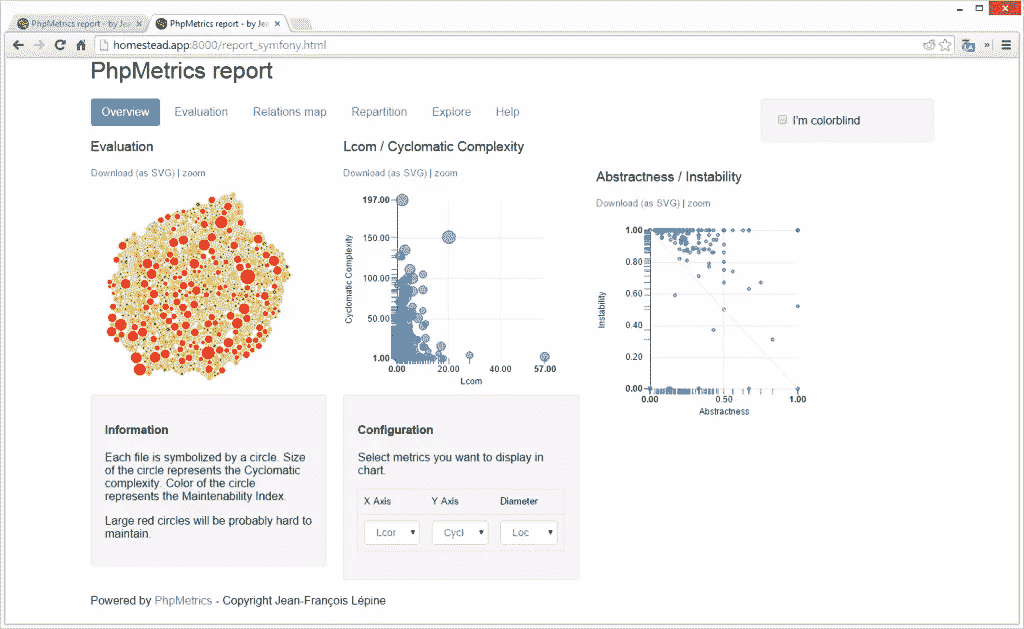 PhpMetrics report - by Jea
PhpMetrics report - by Jea
homestead.app:8000/report_symfony.html
PhpMetrics report
Overview Evaluation Relations map Repartition Explore Help
I'm colorblind
Evaluation
Download (as SVG) | zoom
Information
Each file is symbolized by a circle. Size
of the circle represents the Cyclomatic
complexity. Color of the circle
represents the Maintenability Index.
Large red circles will be probably hard to
maintain.
Lcom / Cyclomatic Complexity
Download (as SVG) | zoom
197.00
150.00
100.00
50.00
1.00
Cyclomatic Complexity
0.00 20.00 40.00 57.00
Lcom
Configuration
Select metrics you want to display in
chart.
X Axis Y Axis Diameter
Lcor Cycl Loc
Abstractness / Instability
Download (as SVG) | zoom
1.00
0.80
0.60
0.40
0.20
0.00
Instability
0.00 0.50 1.00
Abstractness
Powered by PhpMetrics - Copyright Jean-François Lépine